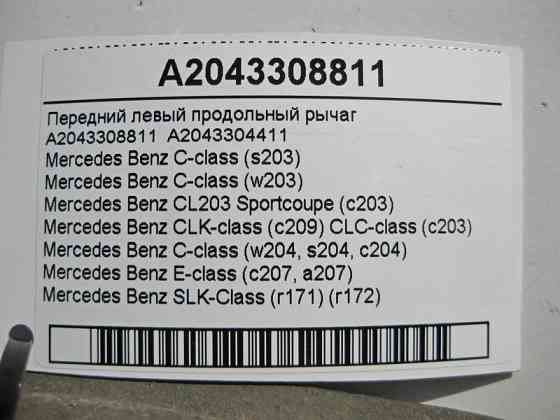 A2043308811
Передний левый продольный рычаг
A2043308811 A2043304411
Mercedes Benz C-class (s203)
Mercedes Benz C-class (w203)
Mercedes Benz CL203 Sportcoupe (c203)
Mercedes Benz CLK-class (c209) CLC-class (c203)
Mercedes Benz C-class (w204, s204, c204)
Mercedes Benz E-class (c207, a207)
Mercedes Benz SLK-Class (r171) (r172)